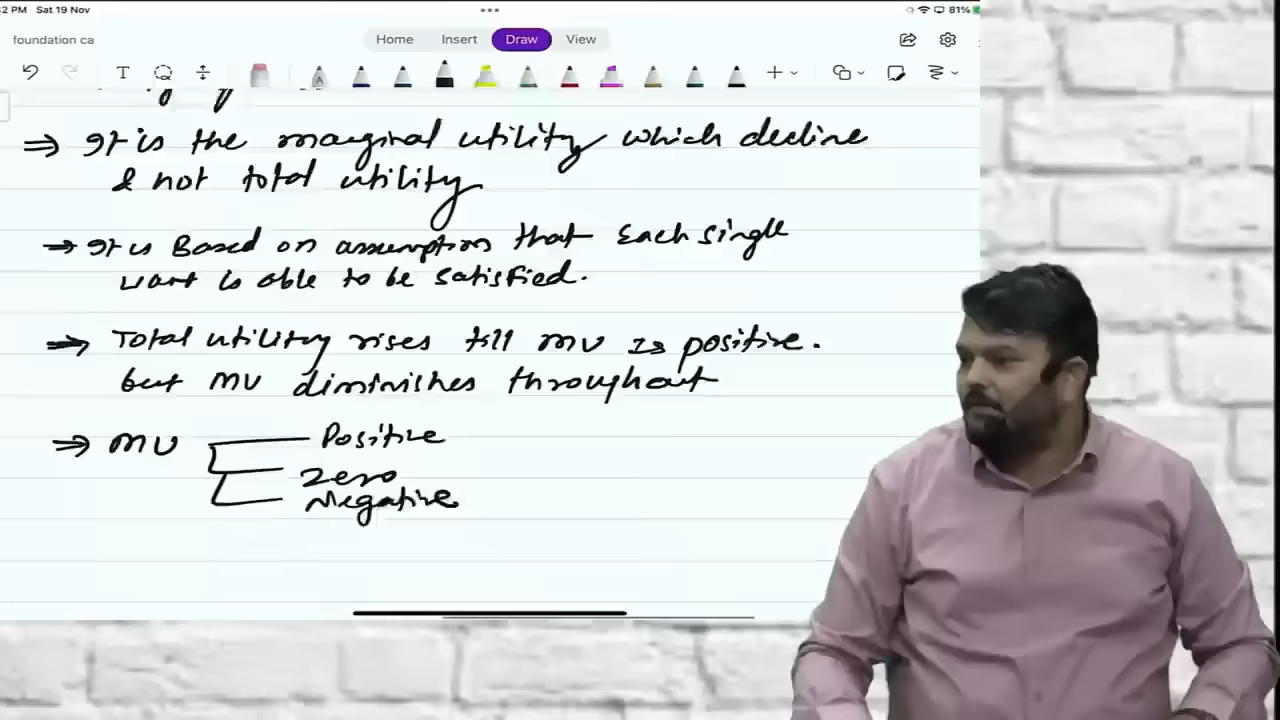 2 PM Sat 19 Nov
81%
foundation ca
Home Insert Draw View
⇒ It is the marginal utility which decline
& not total utility
→ It is Based on assumption that Each single
want is able to be satisfied.
⇒ Total utility rises till MU is positive.
but MU diminishes throughout
⇒ MU Positive
Zero
Negative